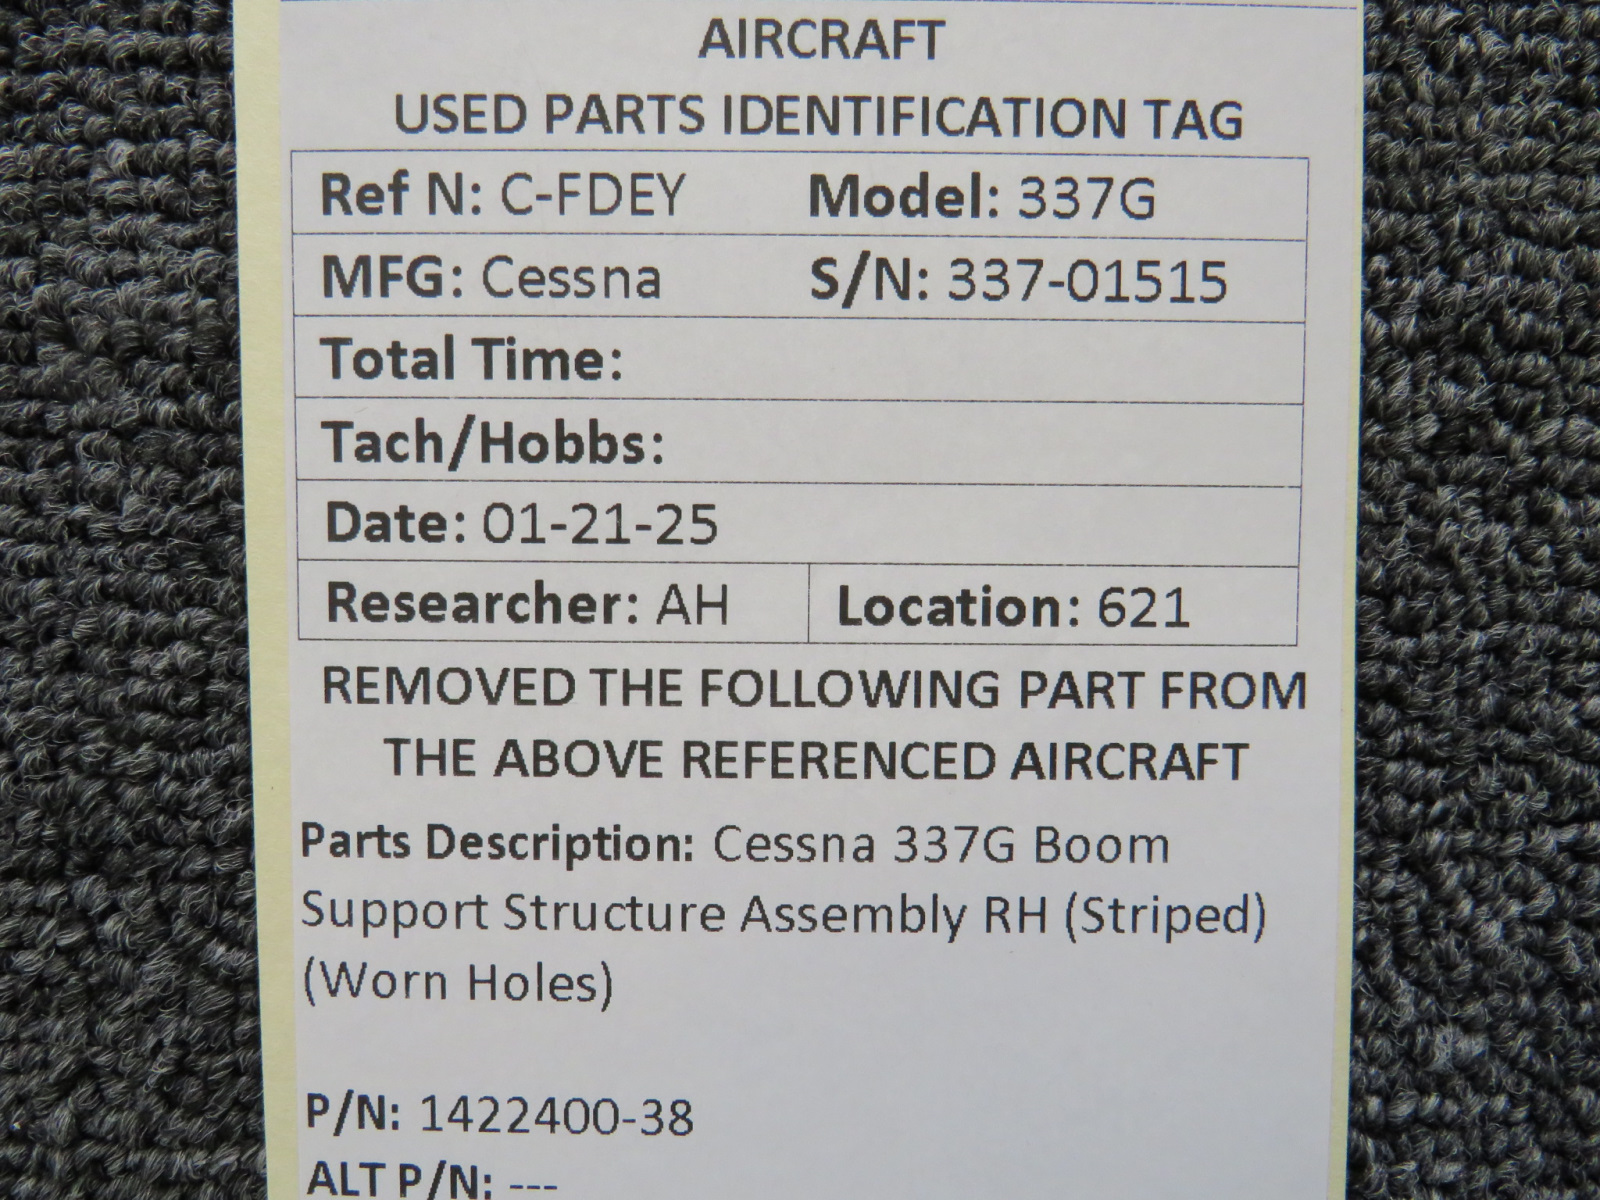 AIRCRAFT
USED PARTS IDENTIFICATION TAG
Ref N: C-FDEY Model: 337G
MFG: Cessna S/N: 337-01515
Total Time:
Tach/Hobbs:
Date: 01-21-25
Researcher: AH Location: 621
REMOVED THE FOLLOWING PART FROM
THE ABOVE REFERENCED AIRCRAFT
Parts Description: Cessna 337G Boom
Support Structure Assembly RH (Striped)
(Worn Holes)
P/N: 1422400-38
ALT P/N: ---